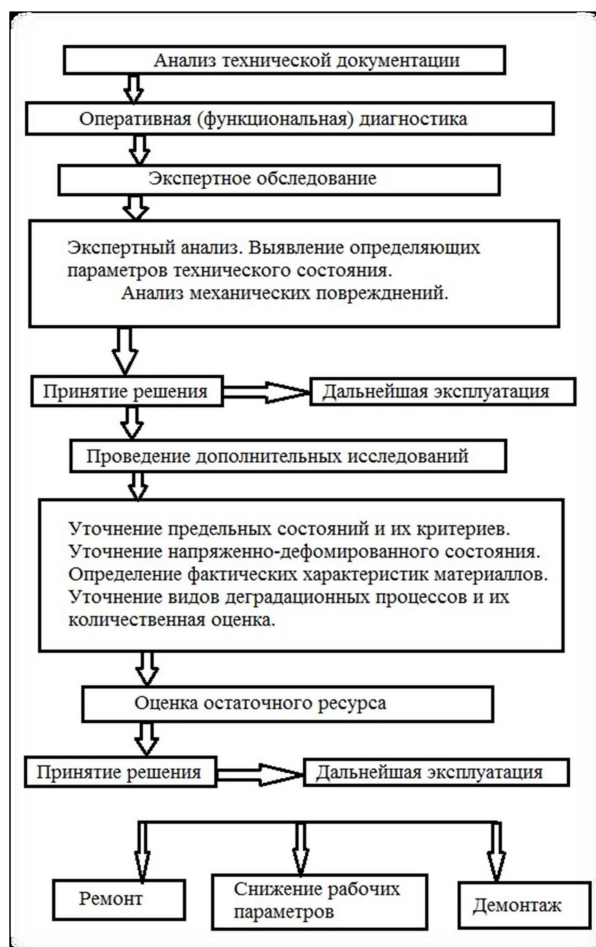 Анализ технической документации
Оперативная (функциональная) диагностика
Экспертное обследование
Экспертный анализ. Выявление определяющих
параметров технического состояния.
Анализ механических повреждний.
Принятие решения
Дальнейшая эксплуатация
Проведение дополнительных исследований
Уточнение предельных состояний и их критериев.
Уточнение напряженно-дефомированного состояния.
Определение фактических характеристик материаллов.
Уточнение видов деградационных процессов и их
количественная оценка.
Оценка остаточного ресурса
Принятие решения
Дальнейшая эксплуатация
Ремонт
Снижение рабочих
параметров
Демонтаж